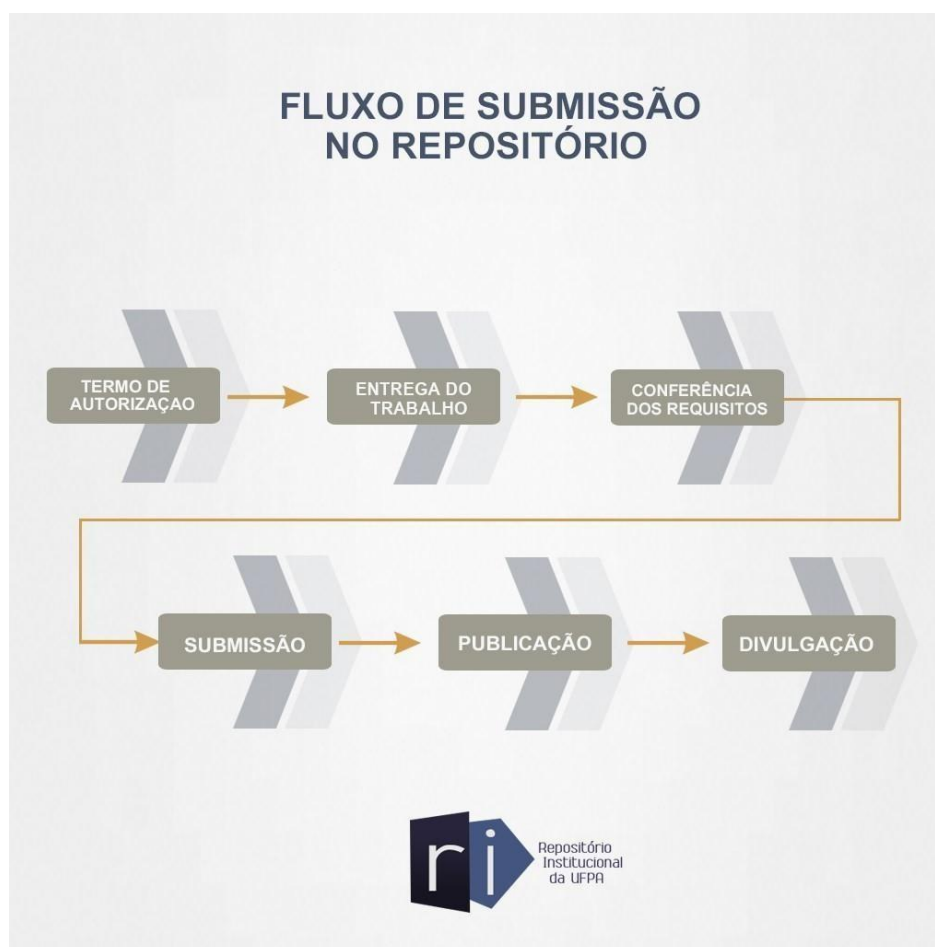 FLUXO DE SUBMISSÃO
NO REPOSITÓRIO
TERMO DE
AUTORIZAÇAO
ENTREGA DO
TRABALHO
CONFERÊNCIA
DOS REQUISITOS
SUBMISSÃO
PUBLICAÇÃO
DIVULGAÇÃO
ri
Repositório
Institucional
da UFPA